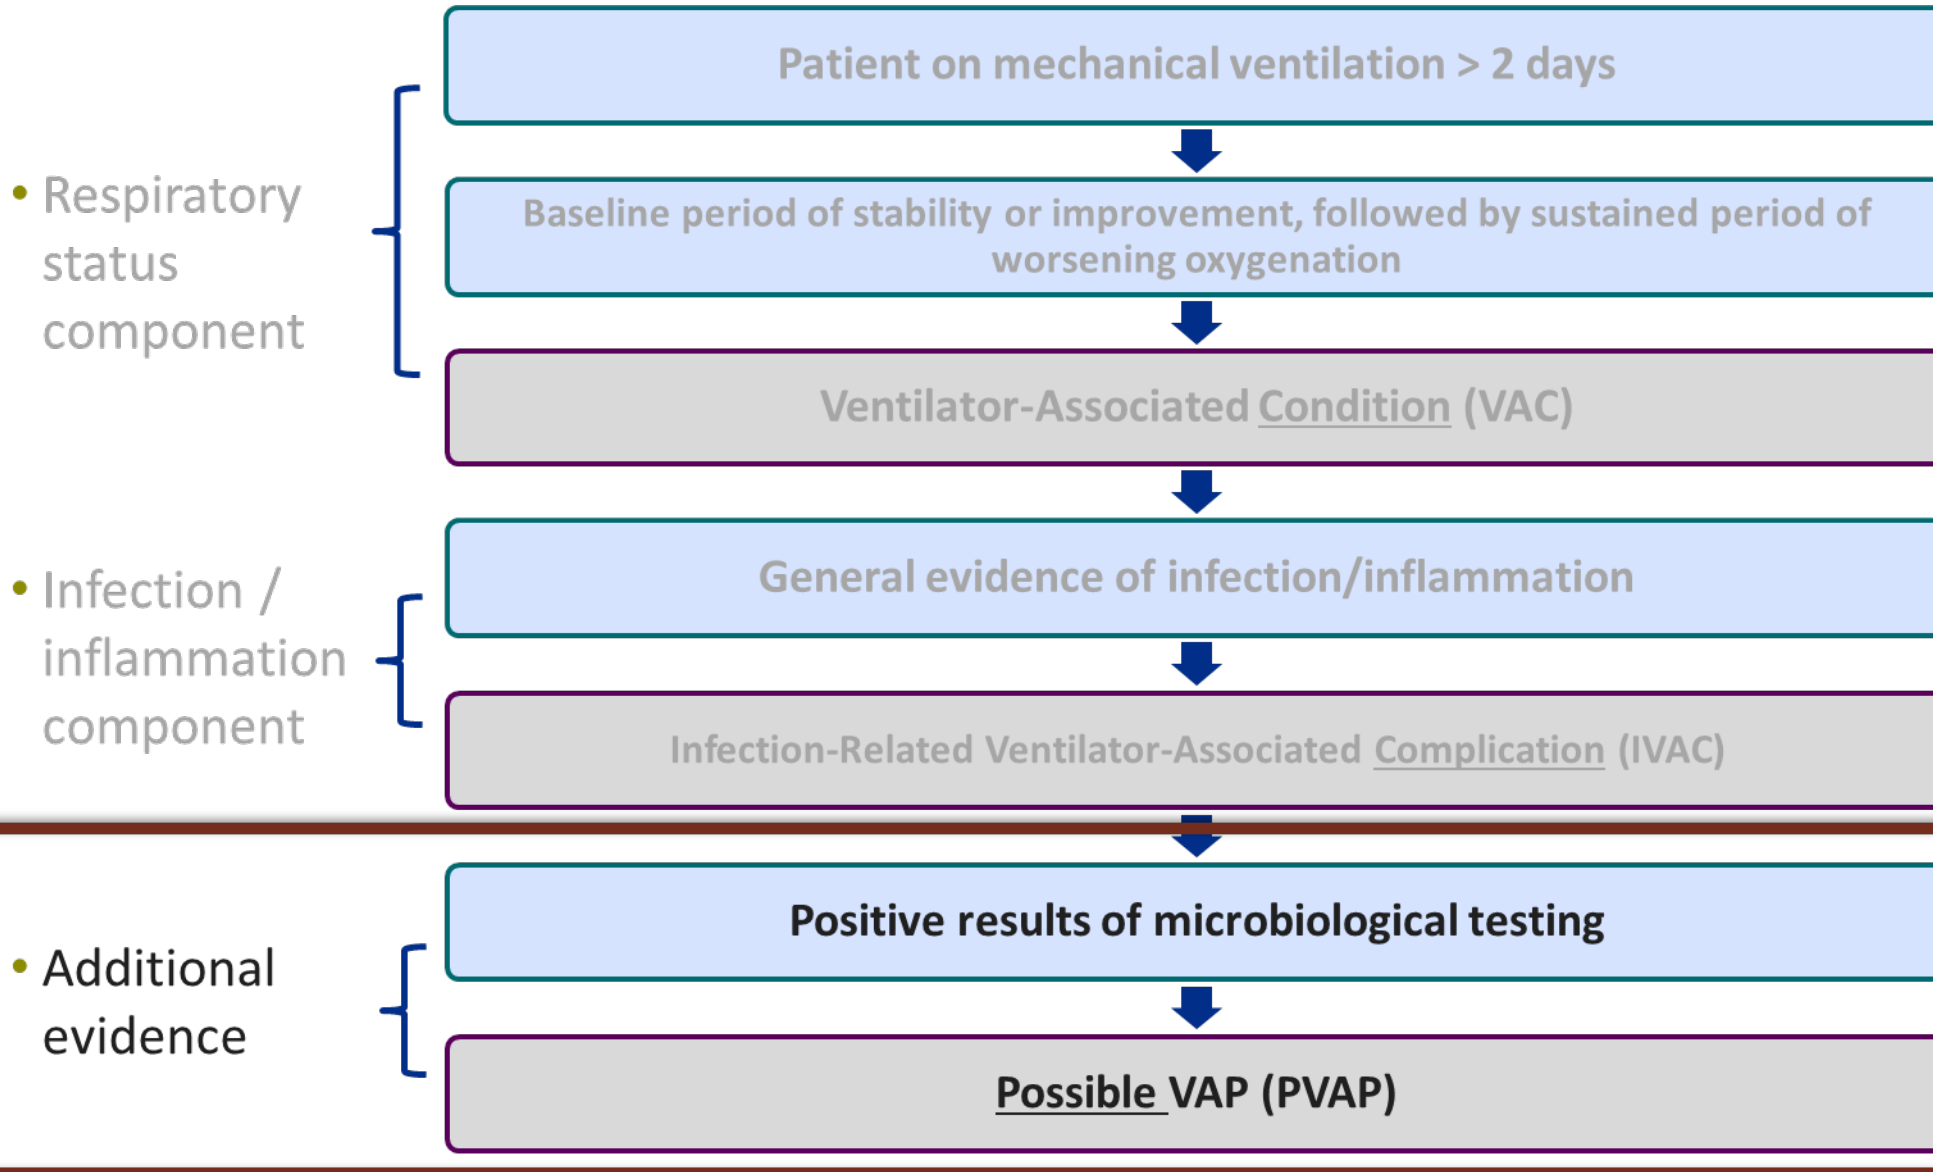 Patient on mechanical ventilation > 2 days
• Respiratory
status
component
Baseline period of stability or improvement, followed by sustained period of
worsening oxygenation
Ventilator-Associated Condition (VAC)
• Infection /
inflammation
component
General evidence of infection/inflammation
Infection-Related Ventilator-Associated Complication (IVAC)
• Additional
evidence
Positive results of microbiological testing
Possible VAP (PVAP)